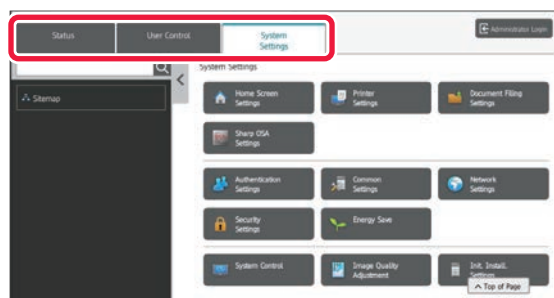 Status
User Control
System
Settings
Administrator Login
System Settings
Sitemap
Home Screen
Settings
Printer
Settings
Document Filing
Settings
Sharp OSA
Settings
Authentication
Settings
Common
Settings
Network
Settings
Security
Settings
Energy Save
System Control
Image Quality
Adjustment
Init. Install.
Settings
Top of Page